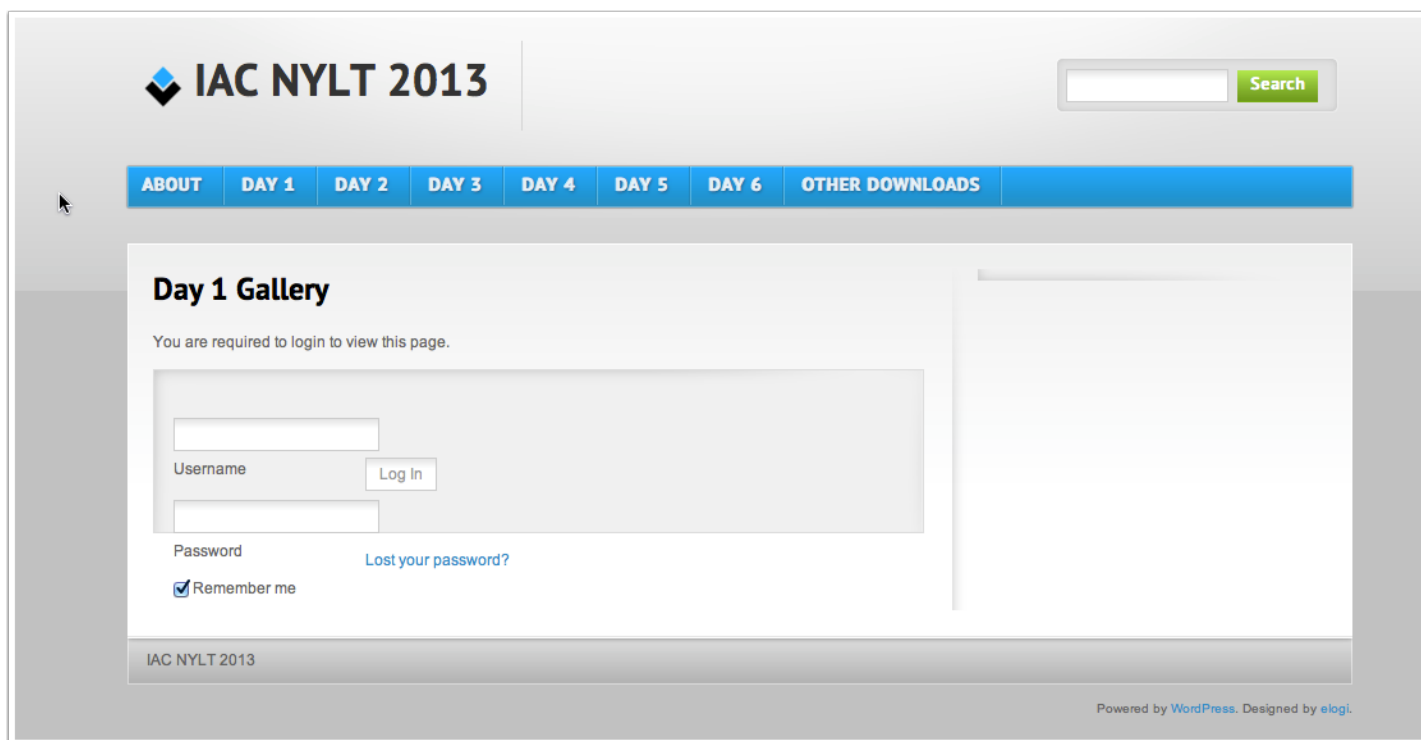 IAC NYLT 2013
Search
ABOUT DAY 1 DAY 2 DAY 3 DAY 4 DAY 5 DAY 6 OTHER DOWNLOADS
Day 1 Gallery
You are required to login to view this page.
Username
Log In
Password
Lost your password?
Remember me
IAC NYLT 2013
Powered by WordPress. Designed by elogi.